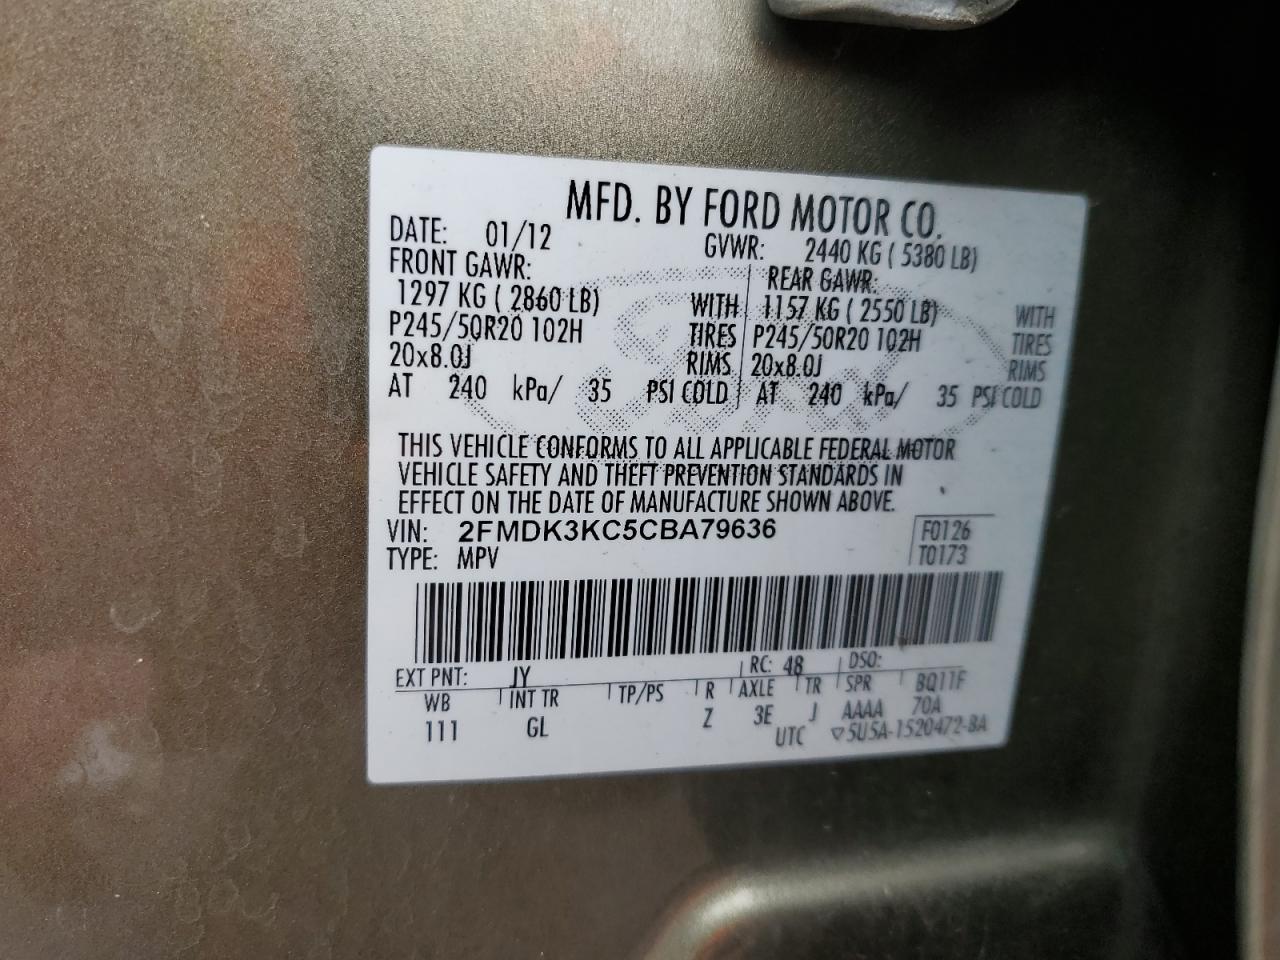 MFD. BY FORD MOTOR CO.
DATE: 01/12 GVWR: 2440 KG ( 5380 LB)
FRONT GAWR: REAR GAWR:
1297 KG ( 2860 LB) WITH 1157 KG ( 2550 LB) WITH
P245/50R20 102H TIRES P245/50R20 102H TIRES
20x8.0J RIMS 20x8.0J RIMS
AT 240 kPa/ 35 PSI COLD AT 240 kPa/ 35 PSI COLD
Ford
THIS VEHICLE CONFORMS TO ALL APPLICABLE FEDERAL MOTOR
VEHICLE SAFETY AND THEFT PREVENTION STANDARDS IN
EFFECT ON THE DATE OF MANUFACTURE SHOWN ABOVE.
VIN: 2FMDK3KC5CBA79636 F0126
TYPE: MPV T0173
EXT PNT: JY RC: 48 DSO:
WB INT TR TP/PS R AXLE TR SPR BQ11F
111 GL Z 3E J AAAA 70A
UTC ▽5U5A-1520472-BA